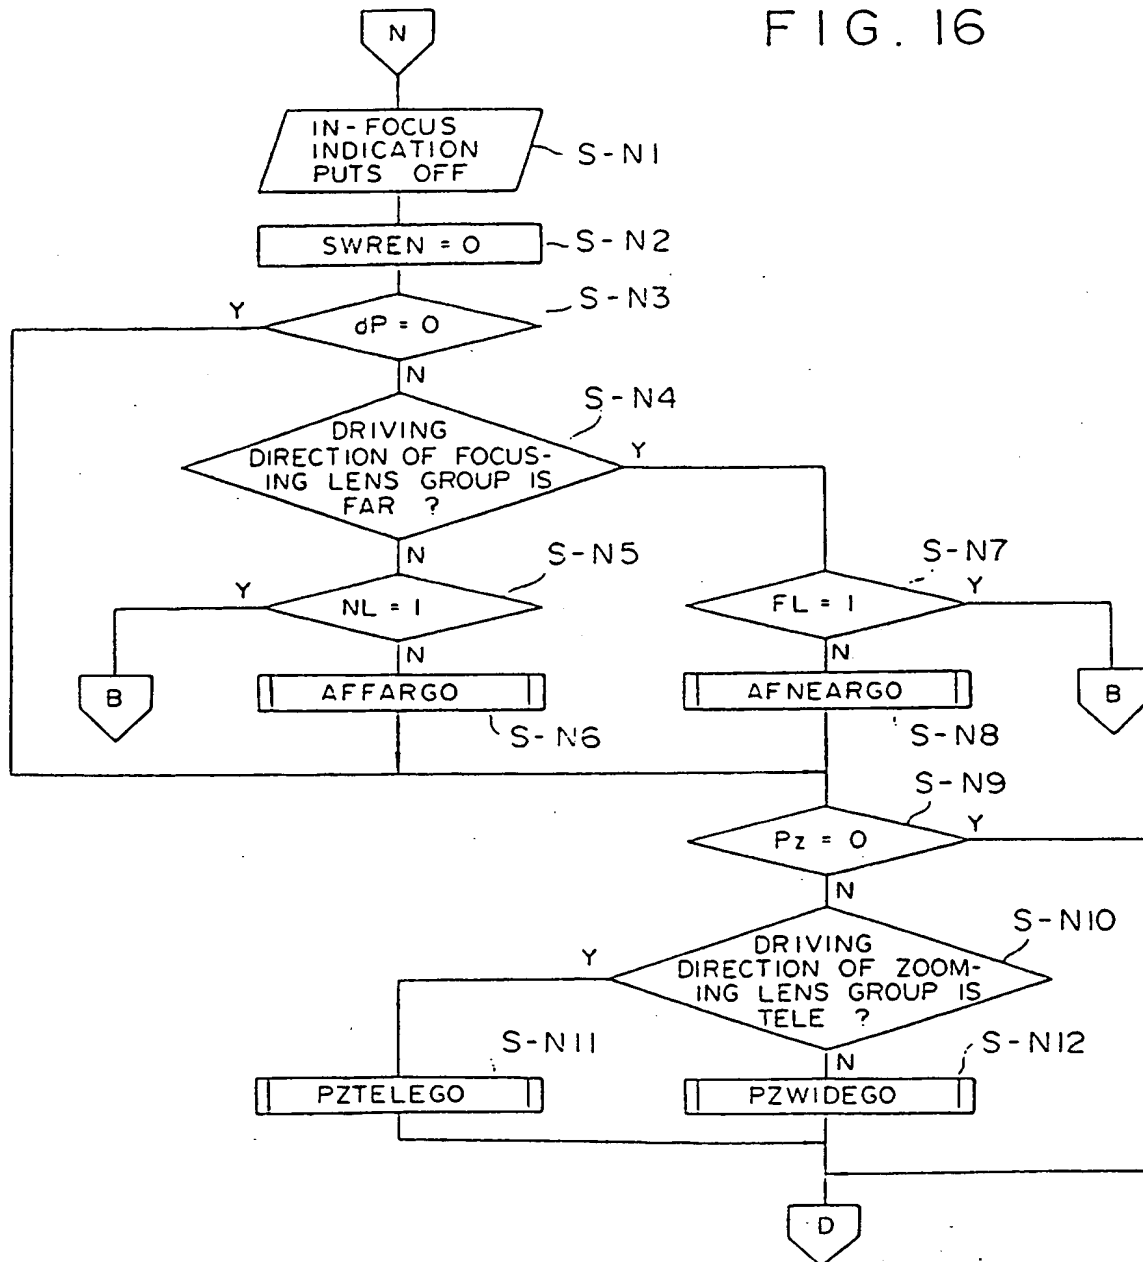 FIG. 16
N
IN-FOCUS
INDICATION
PUTS OFF
S-N1
SWREN = 0
S-N2
S-N3
Y
dP = 0
N
S-N4
DRIVING
DIRECTION OF FOCUS-
ING LENS GROUP IS
FAR ?
Y
N
S-N5
Y
NL = 1
N
S-N7
FL = 1
Y
N
B
AFFARGO
S-N6
AFNEARGO
S-N8
B
S-N9
Pz = 0
Y
N
S-N10
Y
DRIVING
DIRECTION OF ZOOM-
ING LENS GROUP IS
TELE ?
N
S-N11
PZTELEGO
S-N12
PZWIDEGO
D